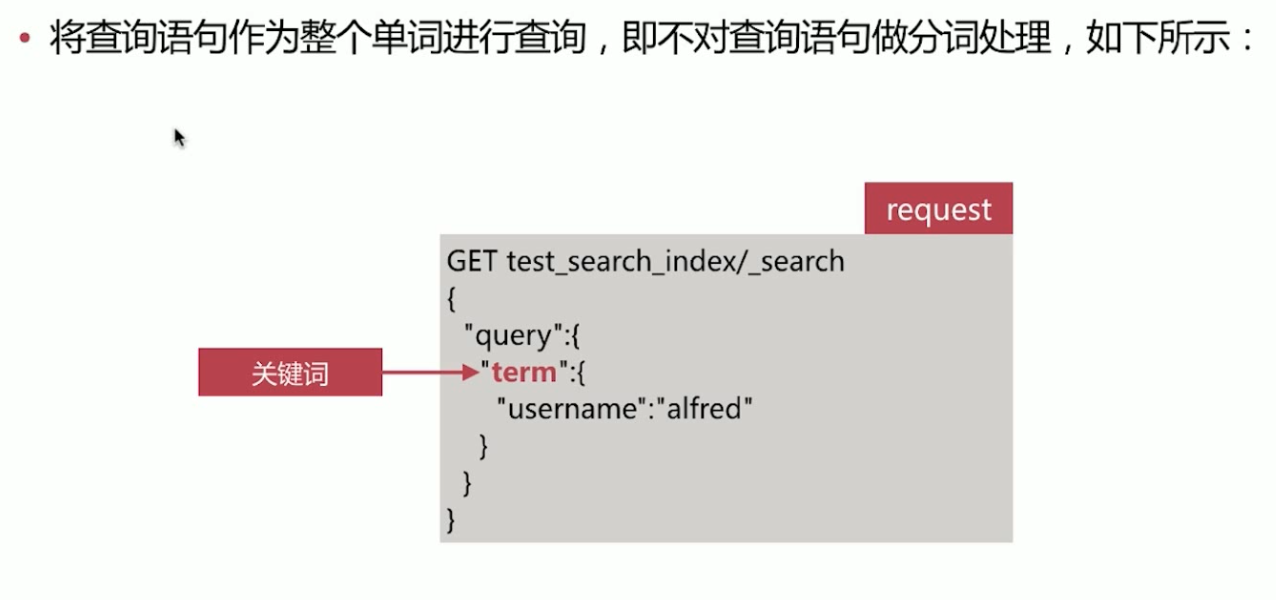 • 将查询语句作为整个单词进行查询，即不对查询语句做分词处理，如下所示：
request
GET test_search_index/_search
{
"query":{
关键词
"term":{
"username":"alfred"
}
}
}